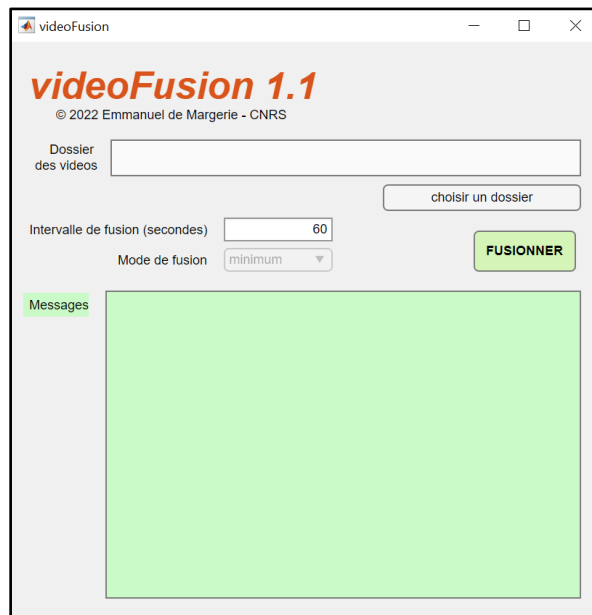 videoFusion
videoFusion 1.1
© 2022 Emmanuel de Margerie - CNRS
Dossier
des videos
choisir un dossier
Intervalle de fusion (secondes) 60
Mode de fusion minimum
FUSIONNER
Messages